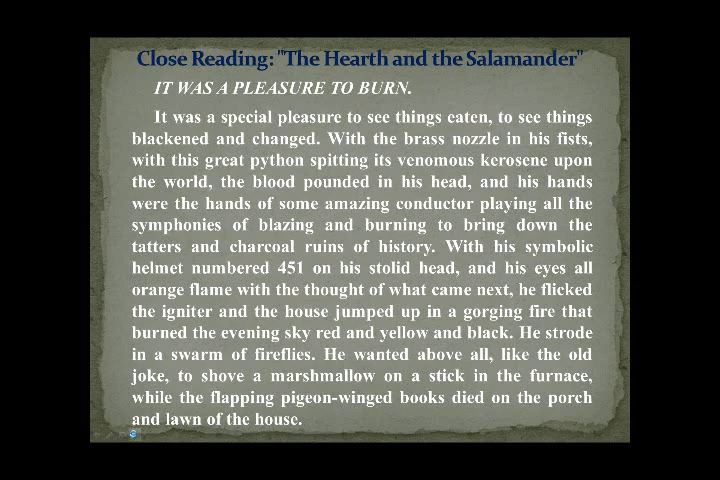 Close Reading: "The Hearth and the Salamander"
IT WAS A PLEASURE TO BURN.
It was a special pleasure to see things eaten, to see things
blackened and changed. With the brass nozzle in his fists,
with this great python spitting its venomous kerosene upon
the world, the blood pounded in his head, and his hands
were the hands of some amazing conductor playing all the
symphonies of blazing and burning to bring down the
tatters and charcoal ruins of history. With his symbolic
helmet numbered 451 on his stolid head, and his eyes all
orange flame with the thought of what came next, he flicked
the igniter and the house jumped up in a gorging fire that
burned the evening sky red and yellow and black. He strode
in a swarm of fireflies. He wanted above all, like the old
joke, to shove a marshmallow on a stick in the furnace,
while the flapping pigeon-winged books died on the porch
and lawn of the house.